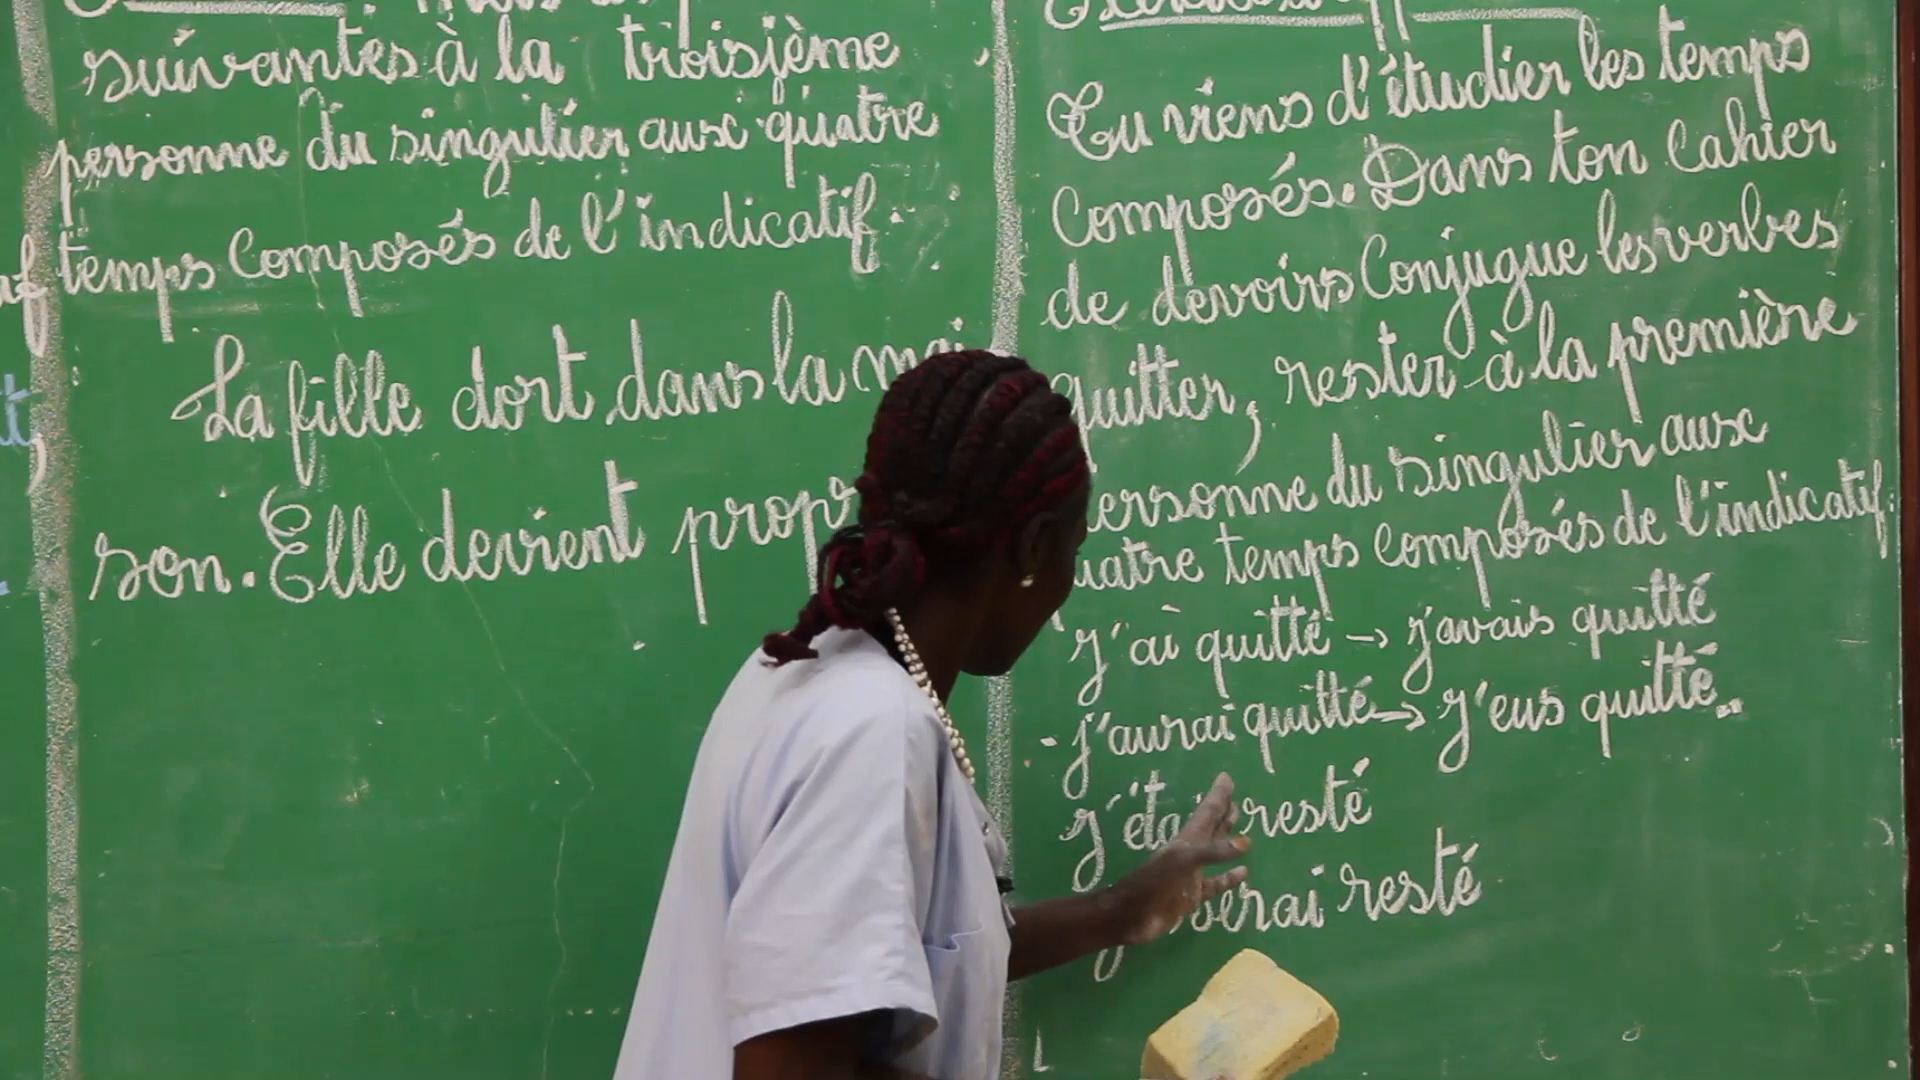 suivantes à la troisième
personne du singulier aux quatre
temps composés de l'indicatif.
La fille dort dans la mai
son. Elle devient propr
Tu viens d'étudier les temps
Composés. Dans ton Cahier
de devoirs Conjugue les verbes
quitter, rester à la première
personne du singulier aux
quatre temps composés de l'indicatif.
J'ai quitté → j'avais quitté
- j'aurai quitté → J'eus quitté
J'étais resté
serai resté